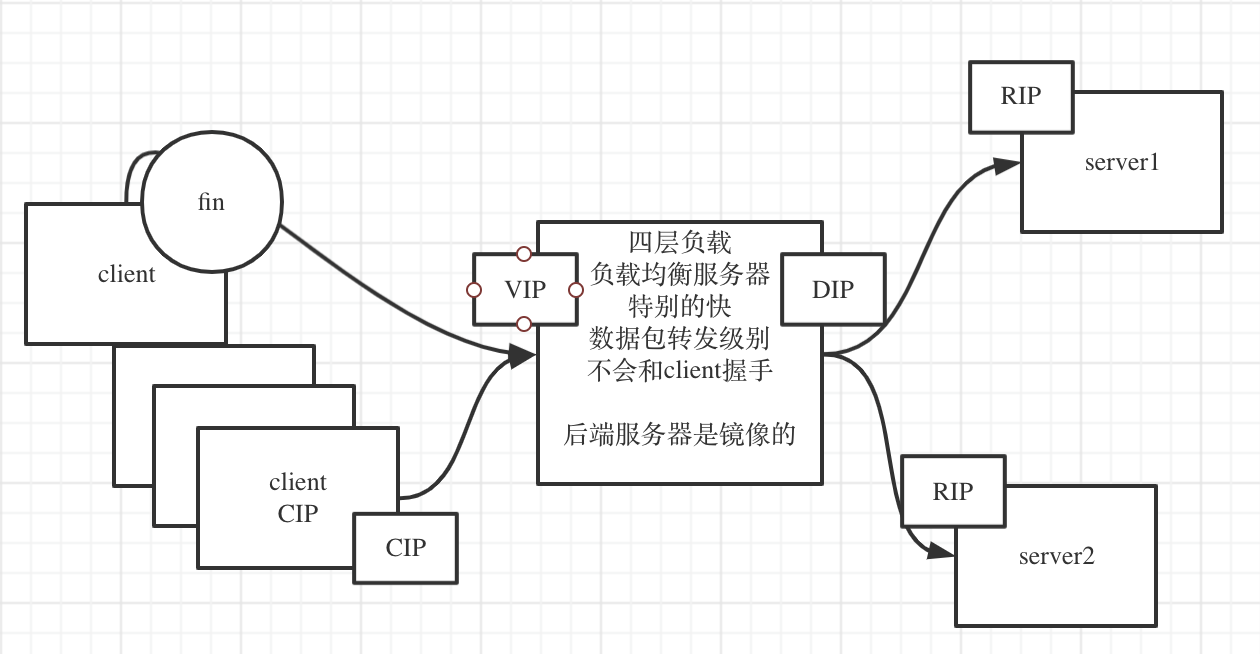 fin
client
client
CIP
CIP
VIP
四层负载
负载均衡服务器
特别的快
数据包转发级别
不会和client握手
后端服务器是镜像的
DIP
RIP
server1
RIP
server2